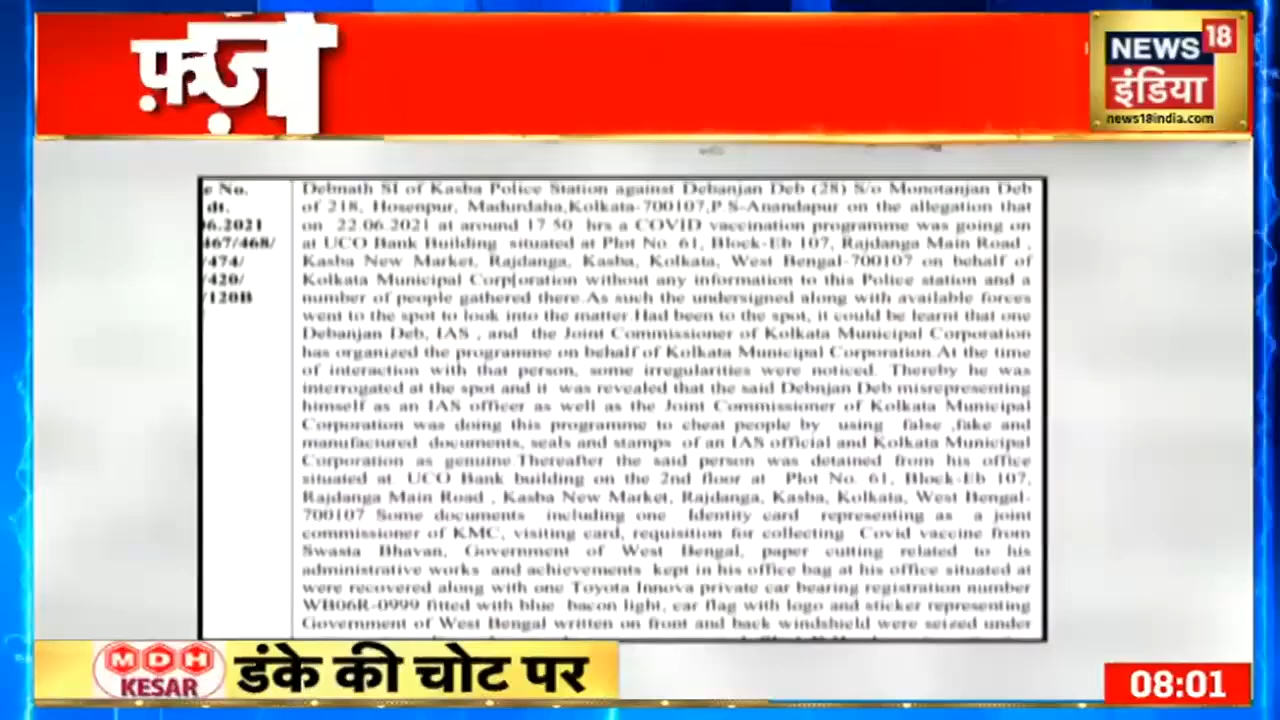 फ़र्ज़ी
NEWS 18
इंडिया
news18india.com
e No.
dt.
6.2021
467/468/
/474/
/420/
/120B
Debnath SI of Kasba Police Station against Debanjan Deb (28) S/o Monotanjan Deb
of 218, Hosenpur, Madurdaha,Kolkata-700107,P.S-Anandapur on the allegation that
on 22.06.2021 at around 17 50 hrs a COVID vaccination programme was going on
at UCO Bank Building situated at Plot No. 61, Block-Eb 107, Rajdanga Main Road ,
Kasba New Market, Rajdanga, Kasba, Kolkata, West Bengal-700107 on behalf of
Kolkata Municipal Corp[oration without any information to this Police station and a
number of people gathered there.As such the undersigned along with available forces
went to the spot to look into the matter.Had been to the spot, it could be learnt that one
Debanjan Deb, IAS , and the Joint Commissioner of Kolkata Municipal Corporation
has organized the programme on behalf of Kolkata Municipal Corporation.At the time
of interaction with that person, some irregularities were noticed. Thereby he was
interrogated at the spot and it was revealed that the said Debnjan Deb misrepresenting
himself as an IAS officer as well as the Joint Commissioner of Kolkata Municipal
Corporation was doing this programme to cheat people by using false ,fake and
manufactured documents, seals and stamps of an IAS official and Kolkata Municipal
Corporation as genuine.Thereafter the said person was detained from his office
situated at UCO Bank building on the 2nd floor at Plot No. 61, Block-Eb 107,
Rajdanga Main Road , Kasba New Market, Rajdanga, Kasba, Kolkata, West Bengal-
700107 Some documents including one Identity card representing as a joint
commissioner of KMC, visiting card, requisition for collecting Covid vaccine from
Swasta Bhavan, Government of West Bengal, paper cutting related to his
administrative works and achievements kept in his office bag at his office situated at
were recovered along with one Toyota Innova private car bearing registration number
WB06R-0999 fitted with blue bacon light, car flag with logo and sticker representing
Government of West Bengal written on front and back windshield were seized under
MDH
KESAR
डंके की चोट पर
08:01